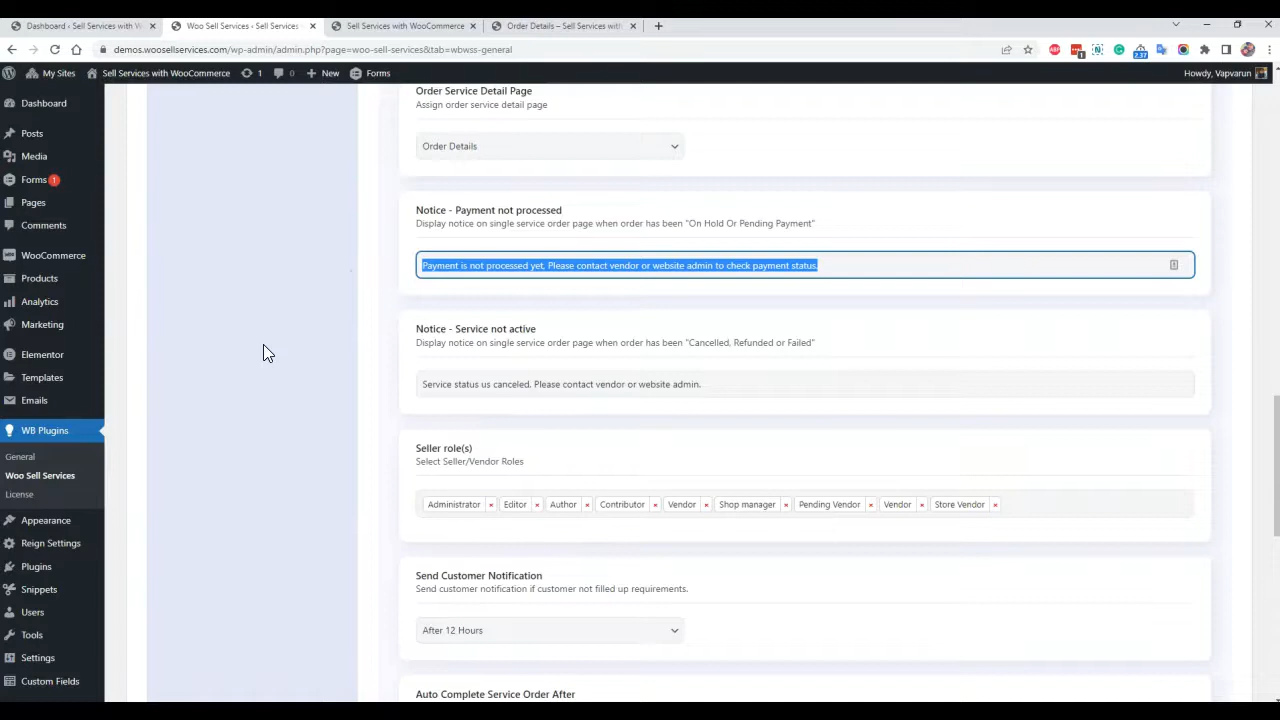 Dashboard ‹ Sell Services with W
Woo Sell Services ‹ Sell Services
Sell Services with WooCommerce
Order Details – Sell Services with
demos.woosellservices.com/wp-admin/admin.php?page=woo-sell-services&tab=wbwss-general
My Sites
Sell Services with WooCommerce
1
0
New
Forms
Howdy, Vapvarun
Dashboard
Posts
Media
Forms 1
Pages
Comments
WooCommerce
Products
Analytics
Marketing
Elementor
Templates
Emails
WB Plugins
General
Woo Sell Services
License
Appearance
Reign Settings
Plugins
Snippets
Users
Tools
Settings
Custom Fields
Order Service Detail Page
Assign order service detail page
Order Details
Notice - Payment not processed
Display notice on single service order page when order has been "On Hold Or Pending Payment"
Payment is not processed yet, Please contact vendor or website admin to check payment status.
Notice - Service not active
Display notice on single service order page when order has been "Cancelled, Refunded or Failed"
Service status us canceled. Please contact vendor or website admin.
Seller role(s)
Select Seller/Vendor Roles
Administrator × Editor × Author × Contributor × Vendor × Shop manager × Pending Vendor × Vendor × Store Vendor ×
Send Customer Notification
Send customer notification if customer not filled up requirements.
After 12 Hours
Auto Complete Service Order After